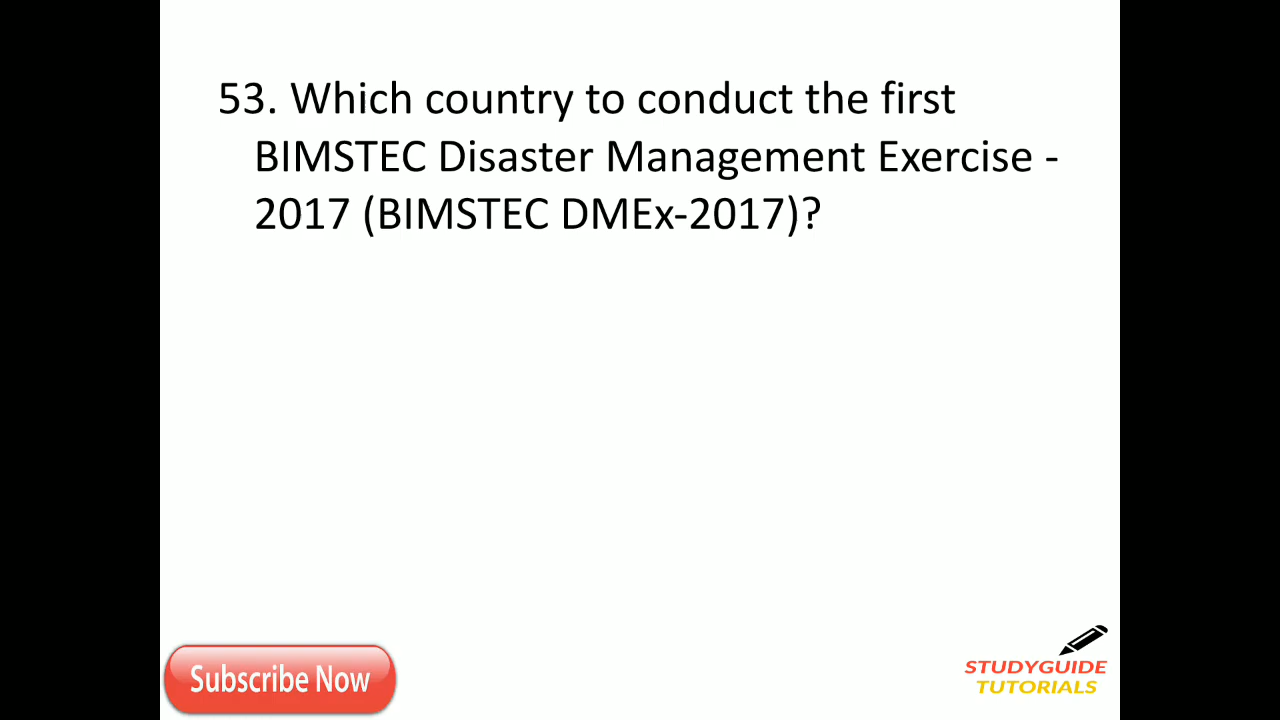 53. Which country to conduct the first
BIMSTEC Disaster Management Exercise -
2017 (BIMSTEC DMEx-2017)?
Subscribe Now
STUDYGUIDE
TUTORIALS